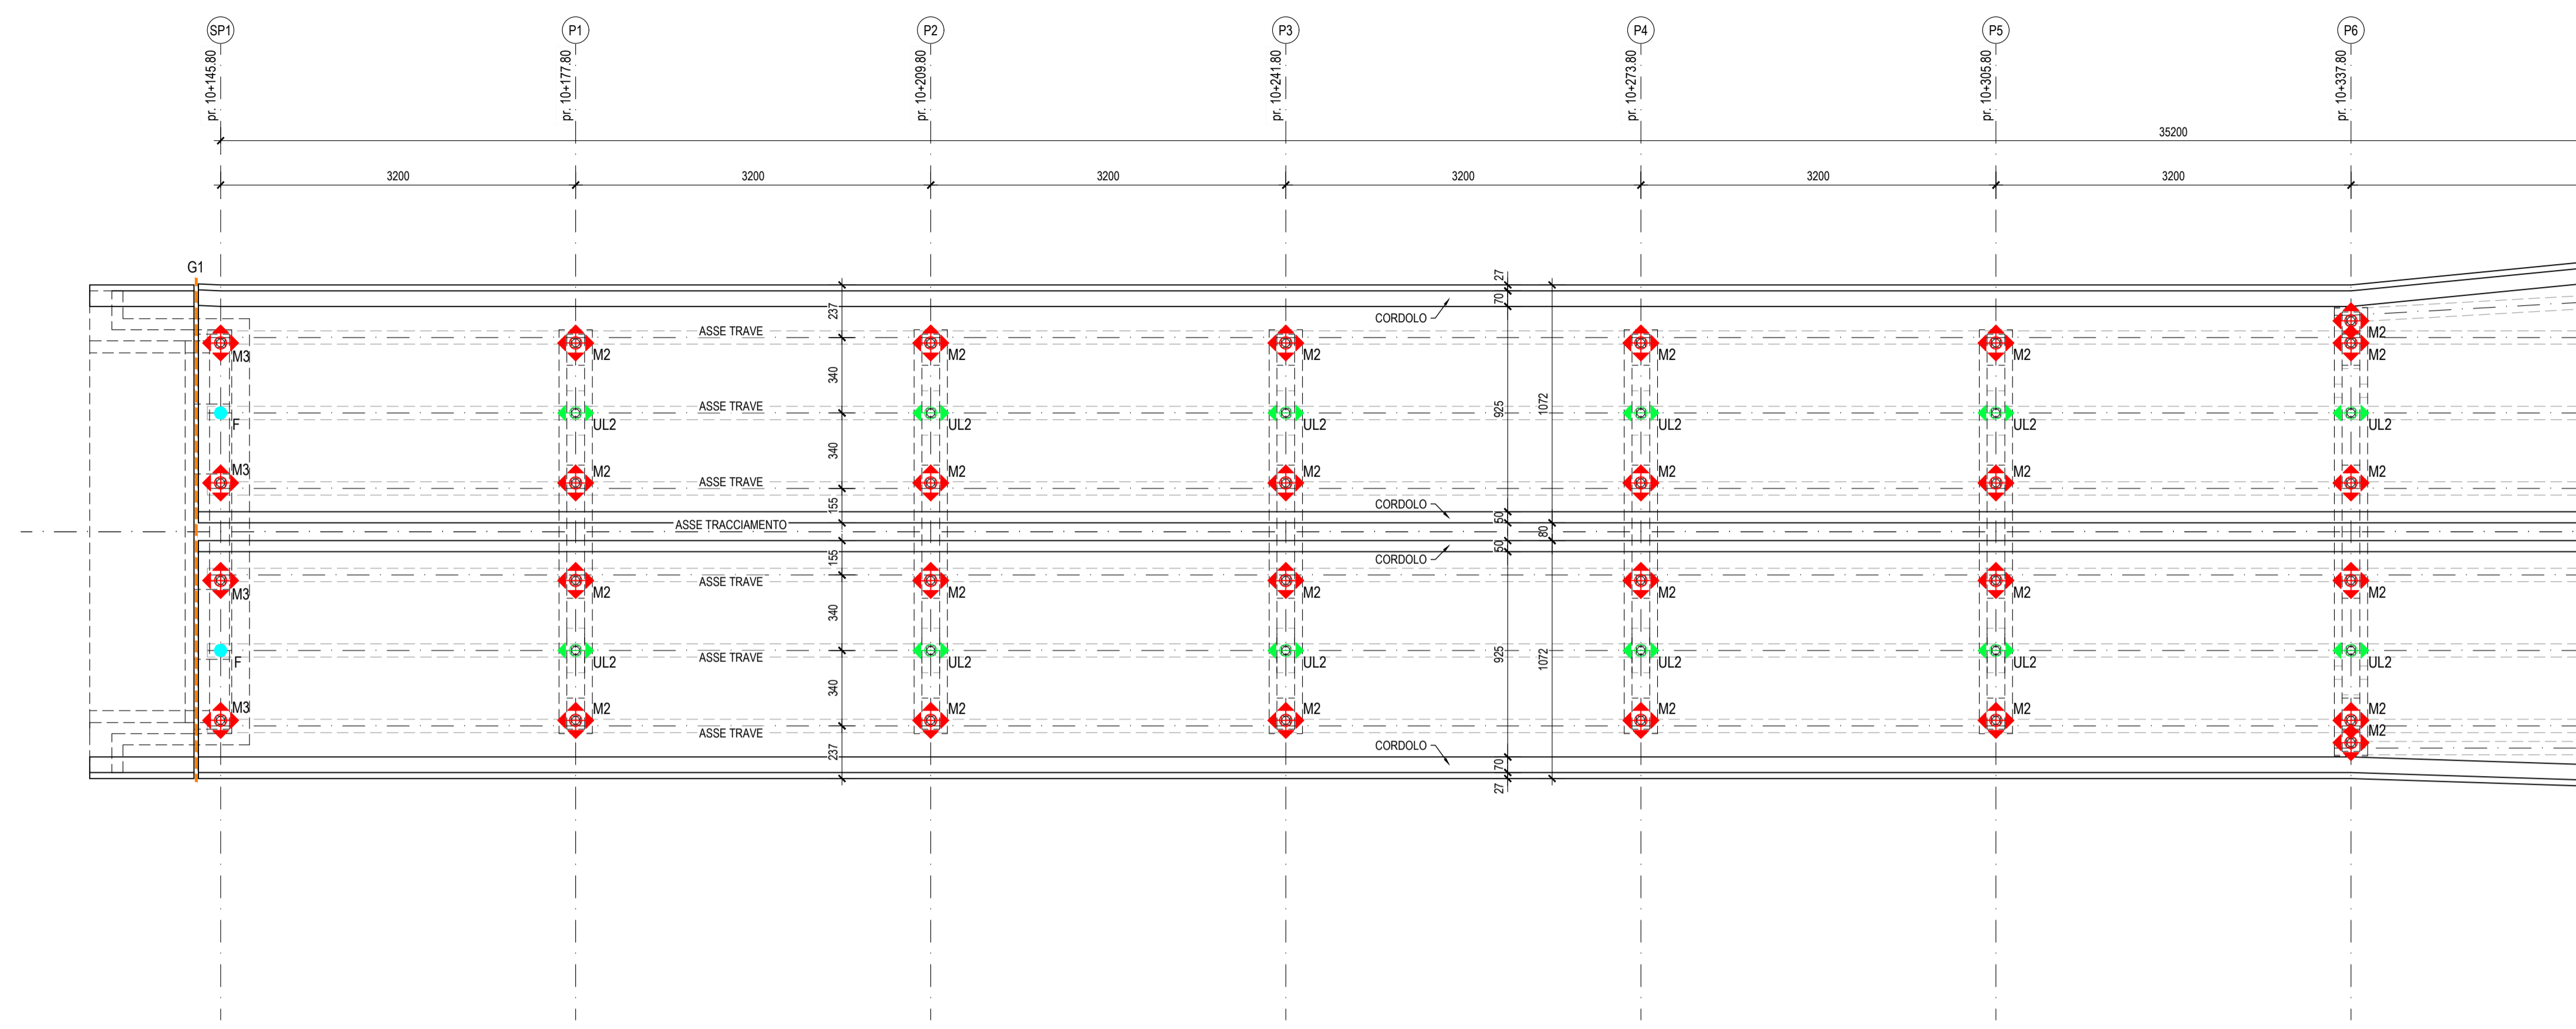 SP1
P1
P2
P3
P4
P5
P6
pr. 10+145.80
pr. 10+177.80
pr. 10+209.80
pr. 10+241.80
pr. 10+273.80
pr. 10+305.80
pr. 10+337.80
35200
3200
3200
3200
3200
3200
3200
G1
27
70
237
CORDOLO
ASSE TRAVE
M2
M3
M2
M2
M2
M2
M2
M2
340
ASSE TRAVE
925
1072
F
UL2
UL2
UL2
UL2
UL2
UL2
340
M3
M2
M2
M2
M2
M2
M2
ASSE TRAVE
155
CORDOLO
50
ASSE TRACCIAMENTO
80
50
CORDOLO
155
ASSE TRAVE
M3
M2
M2
M2
M2
M2
M2
340
925
1072
ASSE TRAVE
F
UL2
UL2
UL2
UL2
UL2
UL2
340
M3
M2
M2
M2
M2
M2
M2
M2
ASSE TRAVE
237
CORDOLO
70
27